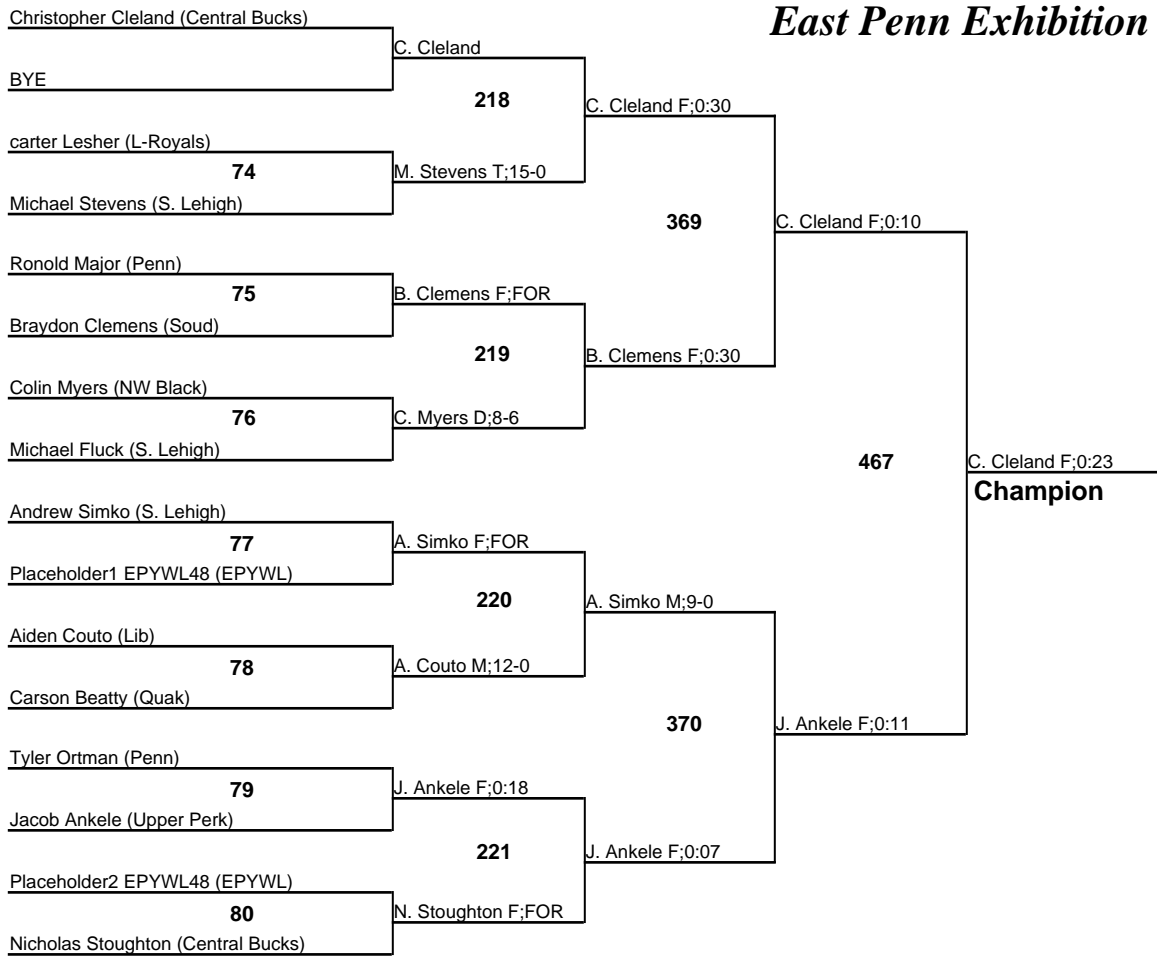 East Penn Exhibition
Christopher Cleland (Central Bucks)
C. Cleland
BYE
218
C. Cleland F;0:30
carter Lesher (L-Royals)
74
M. Stevens T;15-0
Michael Stevens (S. Lehigh)
369
C. Cleland F;0:10
Ronold Major (Penn)
75
B. Clemens F;FOR
Braydon Clemens (Soud)
219
B. Clemens F;0:30
Colin Myers (NW Black)
76
C. Myers D;8-6
Michael Fluck (S. Lehigh)
467
C. Cleland F;0:23
Champion
Andrew Simko (S. Lehigh)
77
A. Simko F;FOR
Placeholder1 EPYWL48 (EPYWL)
220
A. Simko M;9-0
Aiden Couto (Lib)
78
A. Couto M;12-0
Carson Beatty (Quak)
370
J. Ankele F;0:11
Tyler Ortman (Penn)
79
J. Ankele F;0:18
Jacob Ankele (Upper Perk)
221
J. Ankele F;0:07
Placeholder2 EPYWL48 (EPYWL)
80
N. Stoughton F;FOR
Nicholas Stoughton (Central Bucks)